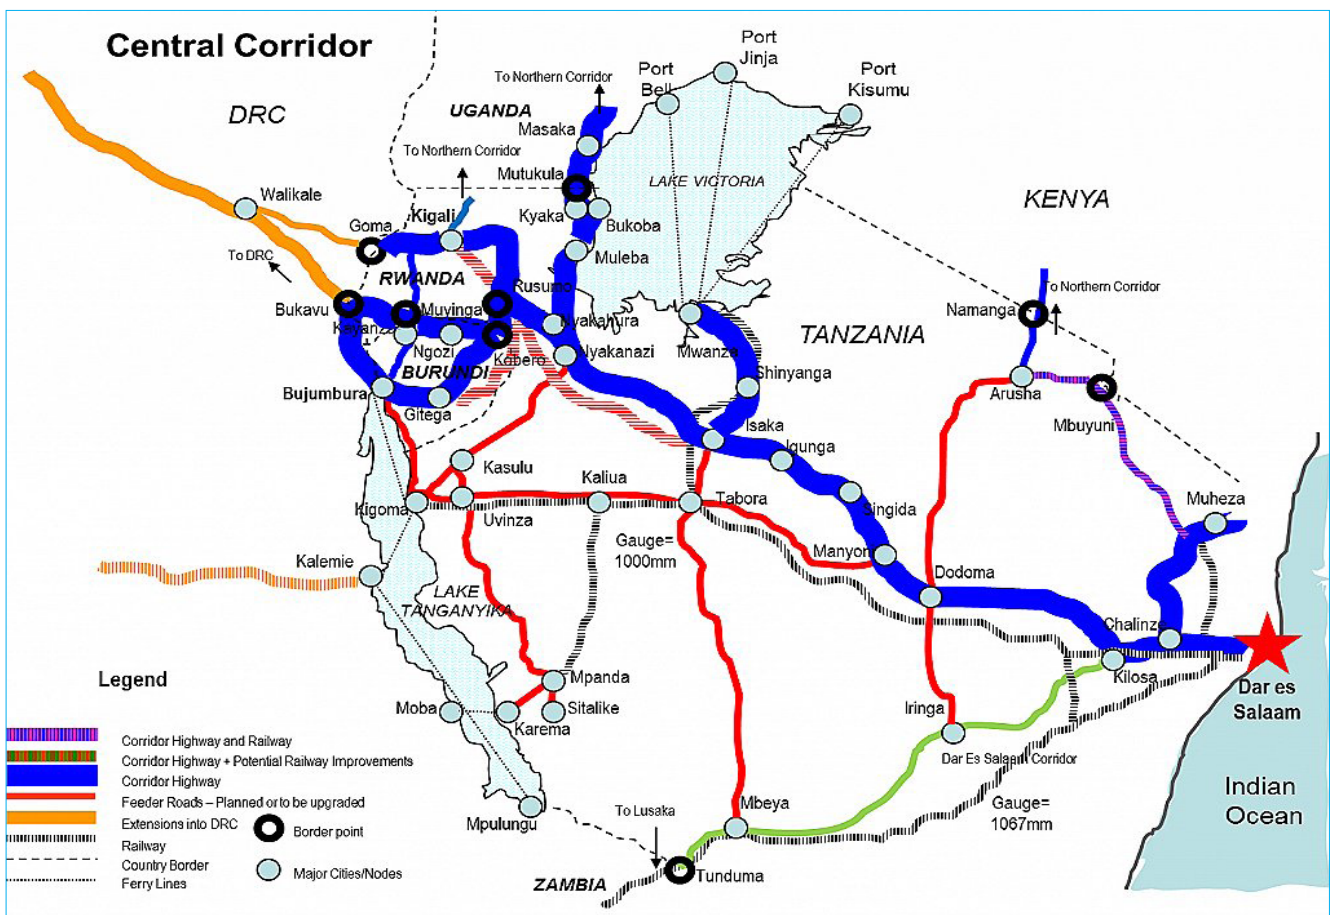 Central Corridor
DRC
UGANDA
To Northern Corridor
Port
Bell
Port
Jinja
Port
Kisumu
Masaka
To Northern Corridor
Mutukula
LAKE VICTORIA
KENYA
Walikale
Kigali
Kyaka
Bukoba
Goma
Muleba
To DRC
RWANDA
Rusumo
To Northern Corridor
Bukavu
Muyinga
Namanga
Kayanza
Nyakahura
TANZANIA
Ngozi
Kobero
Nyakanazi
Mwanza
BURUNDI
Shinyanga
Bujumbura
Gitega
Arusha
Mbuyuni
Isaka
Igunga
Kasulu
Kaliua
Tabora
Singida
Muheza
Kigoma
Uvinza
Gauge=
1000mm
Manyoni
Kalemie
Dodoma
LAKE
TANGANYIKA
Chalinze
Kilosa
Legend
Mpanda
Dar es
Salaam
Moba
Karema
Sitalike
Iringa
Corridor Highway and Railway
Dar Es Salaam Corridor
Corridor Highway + Potential Railway Improvements
Corridor Highway
Indian
Ocean
Feeder Roads – Planned or to be upgraded
Mpulungu
To Lusaka
Mbeya
Gauge=
1067mm
Extensions into DRC
Border point
Railway
Country Border
Major Cities/Nodes
Ferry Lines
ZAMBIA
Tunduma